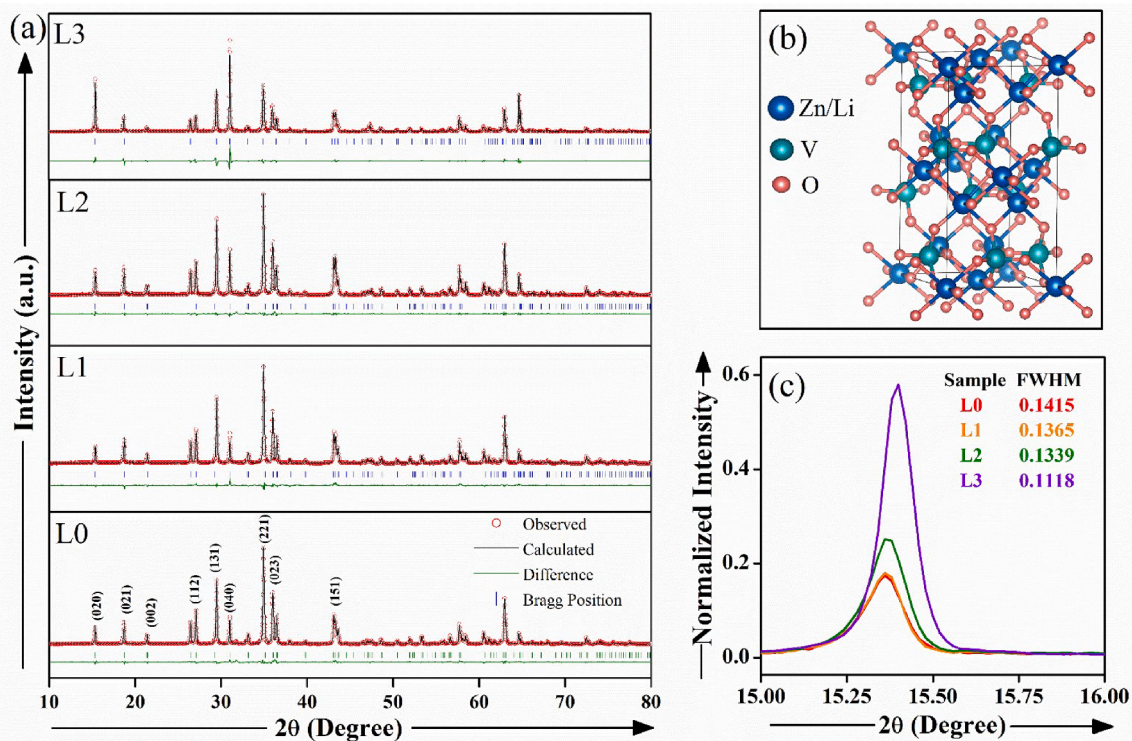 (a)
L3
L2
L1
L0
(020)
(021)
(002)
(112)
(131)
(040)
(221)
(023)
(151)
Observed
Calculated
Difference
Bragg Position
Intensity (a.u.)
10 20 30 40 50 60 70 80
2θ (Degree)
(b)
Zn/Li
V
O
(c)
Sample FWHM
L0 0.1415
L1 0.1365
L2 0.1339
L3 0.1118
Normalized Intensity
0.6
0.4
0.2
0.0
15.00 15.25 15.50 15.75 16.00
2θ (Degree)